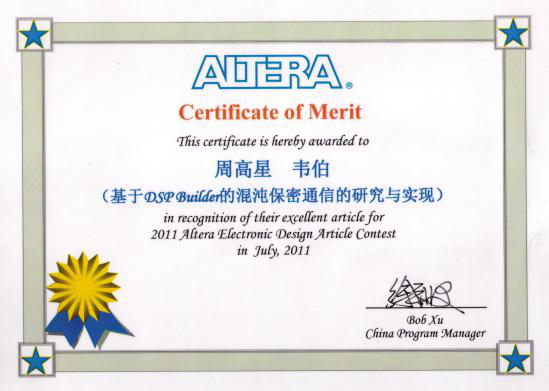 ALTERA®
Certificate of Merit
This certificate is hereby awarded to
周高星 韦伯
（基于DSP Builder的混沌保密通信的研究与实现）
in recognition of their excellent article for
2011 Altera Electronic Design Article Contest
in July, 2011
Bob Xu
China Program Manager